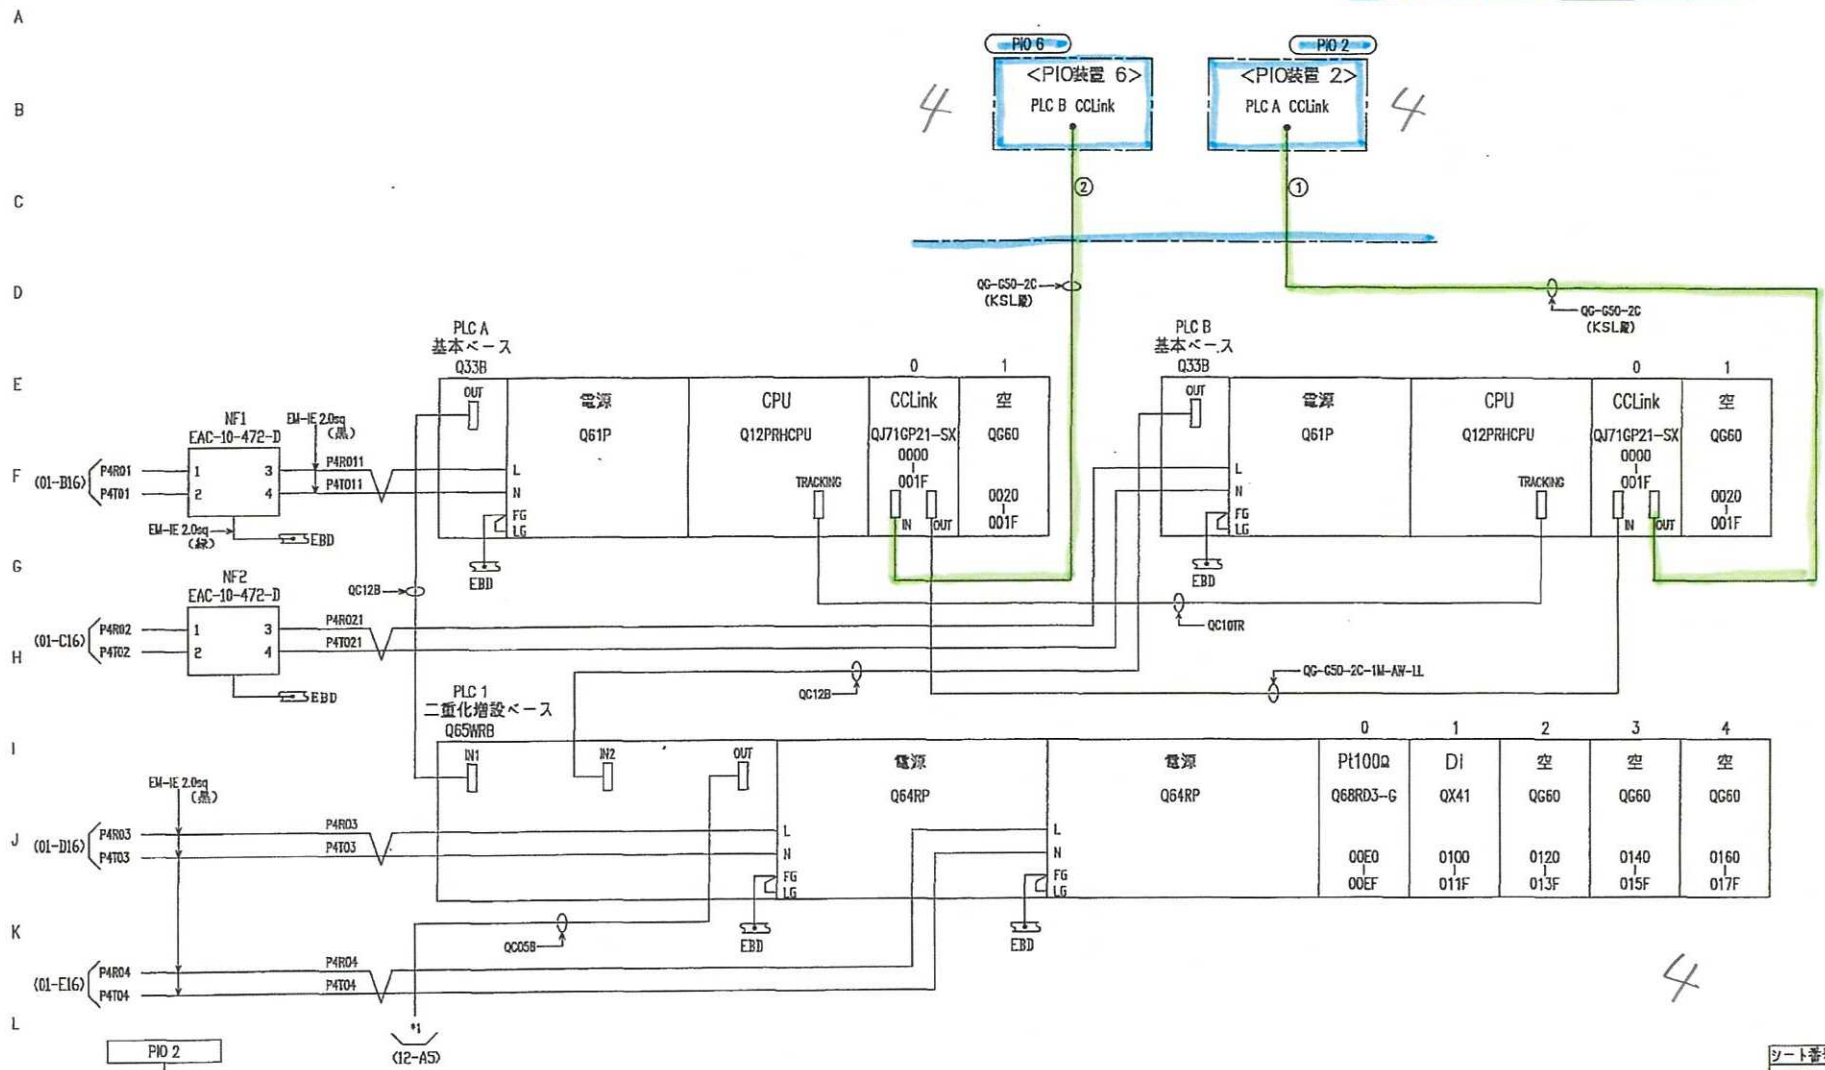 A
B
C
D
E
F
G
H
I
J
K
L
PIO 6
PIO 2
<PIO装置 6>
PLC B CCLink
<PIO装置 2>
PLC A CCLink
4
4
②
①
QG-G50-2C
(KSL殿)
QG-G50-2C
(KSL殿)
PLC A
基本ベース
Q33B
OUT
電源
Q61P
CPU
Q12PRHCPU
TRACKING
0
CCLink
QJ71GP21-SX
0000
001F
IN
OUT
1
空
QG60
0020
001F
L
N
FG
LG
EBD
PLC B
基本ベース
Q33B
OUT
電源
Q61P
CPU
Q12PRHCPU
TRACKING
0
CCLink
QJ71GP21-SX
0000
001F
IN
OUT
1
空
QG60
0020
001F
L
N
FG
LG
EBD
NF1
EAC-10-472-D
1
2
3
4
(01-B16)
P4R01
P4T01
EM-IE 2.0sq
(黒)
P4R011
P4T011
EM-IE 2.0sq
(緑)
EBD
NF2
EAC-10-472-D
1
2
3
4
(01-C16)
P4R02
P4T02
P4R021
P4T021
EBD
QC12B
QC10TR
QC12B
QG-G50-2C-1M-AW-LL
PLC 1
二重化増設ベース
Q65WRB
IN1
IN2
OUT
電源
Q64RP
電源
Q64RP
0
Pt100Ω
Q68RD3-G
00E0
00EF
1
DI
QX41
0100
011F
2
空
QG60
0120
013F
3
空
QG60
0140
015F
4
空
QG60
0160
017F
L
N
FG
LG
EBD
L
N
FG
LG
EBD
EM-IE 2.0sq
(黒)
(01-D16)
P4R03
P4T03
P4R03
P4T03
QC05B
(01-E16)
P4R04
P4T04
P4R04
P4T04
*1
(12-A5)
4
PIO 2
シート番